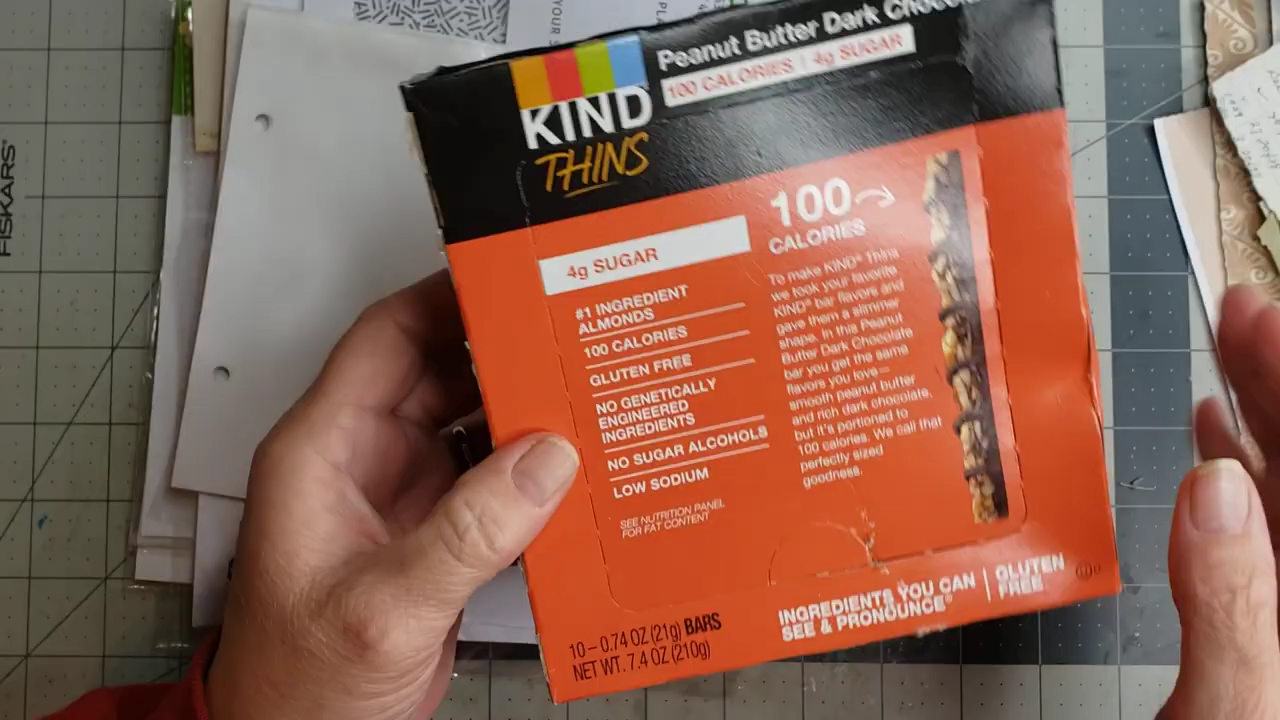 FISKARS®
YOUR S
Peanut Butter Dark Chocola
100 CALORIES | 4g SUGAR
KIND
THINS
4g SUGAR
#1 INGREDIENT
ALMONDS
100 CALORIES
GLUTEN FREE
NO GENETICALLY
ENGINEERED
INGREDIENTS
NO SUGAR ALCOHOLS
LOW SODIUM
SEE NUTRITION PANEL
FOR FAT CONTENT
100
CALORIES
To make KIND® Thins
we took your favorite
KIND® bar flavors and
gave them a slimmer
shape. In this Peanut
Butter Dark Chocolate
bar you get the same
flavors you love—
smooth peanut butter
and rich dark chocolate,
but it's portioned to
100 calories. We call that
perfectly sized
goodness.
10 – 0.74 OZ (21g) BARS
NET WT. 7.4 OZ (210g)
INGREDIENTS YOU CAN
SEE & PRONOUNCE®
GLUTEN
FREE